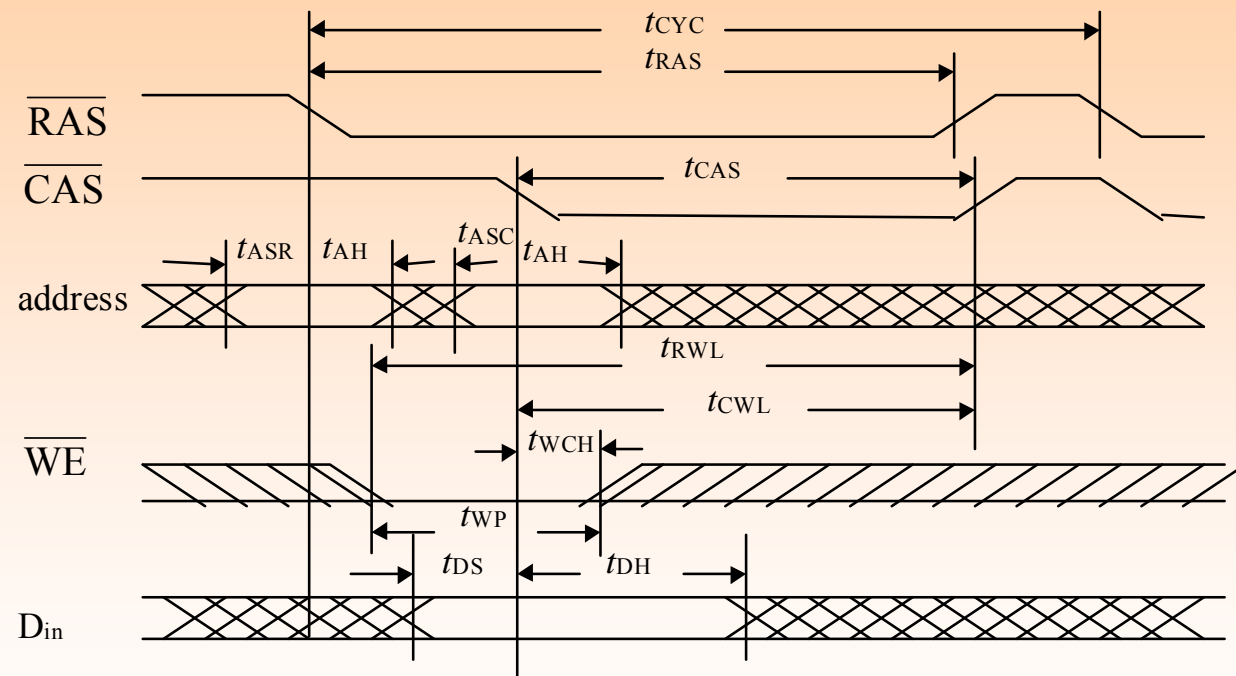 tCYC
tRAS
RAS
tCAS
CAS
tASR tAH tASC tAH
address
tRWL
tCWL
tWCH
WE
tWP
tDS tDH
Din